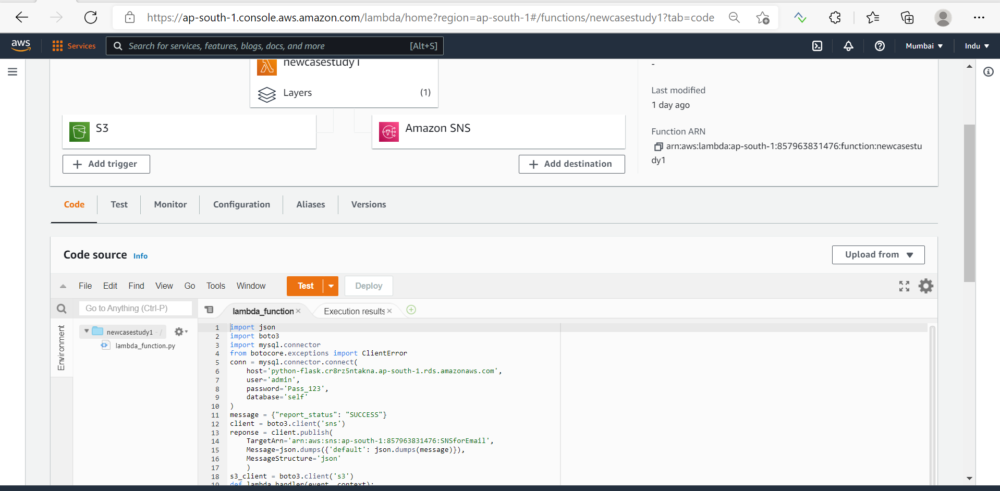 https://ap-south-1.console.aws.amazon.com/lambda/home?region=ap-south-1#/functions/newcasestudy1?tab=code
aws
Services
Search for services, features, blogs, docs, and more
[Alt+S]
Mumbai ▼
Indu ▼
newcasestudy1
Layers
(1)
S3
Amazon SNS
+ Add trigger
+ Add destination
-
Last modified
1 day ago
Function ARN
arn:aws:lambda:ap-south-1:857963831476:function:newcasestu
dy1
Code
Test
Monitor
Configuration
Aliases
Versions
Code source Info
Upload from ▼
File Edit Find View Go Tools Window
Test
Deploy
Go to Anything (Ctrl-P)
lambda_function ×
Execution results ×
Environment
newcasestudy1 - /
lambda_function.py
1 import json
2 import boto3
3 import mysql.connector
4 from botocore.exceptions import ClientError
5 conn = mysql.connector.connect(
6     host='python-flask.cr8rz5ntakna.ap-south-1.rds.amazonaws.com',
7     user='admin',
8     password='Pass_123',
9     database='self'
10 )
11 message = {"report_status": "SUCCESS"}
12 client = boto3.client('sns')
13 reponse = client.publish(
14     TargetArn='arn:aws:sns:ap-south-1:857963831476:SNSforEmail',
15     Message=json.dumps({'default': json.dumps(message)}),
16     MessageStructure='json'
17     )
18 s3_client = boto3.client('s3')
19 def lambda_handler(event, context):